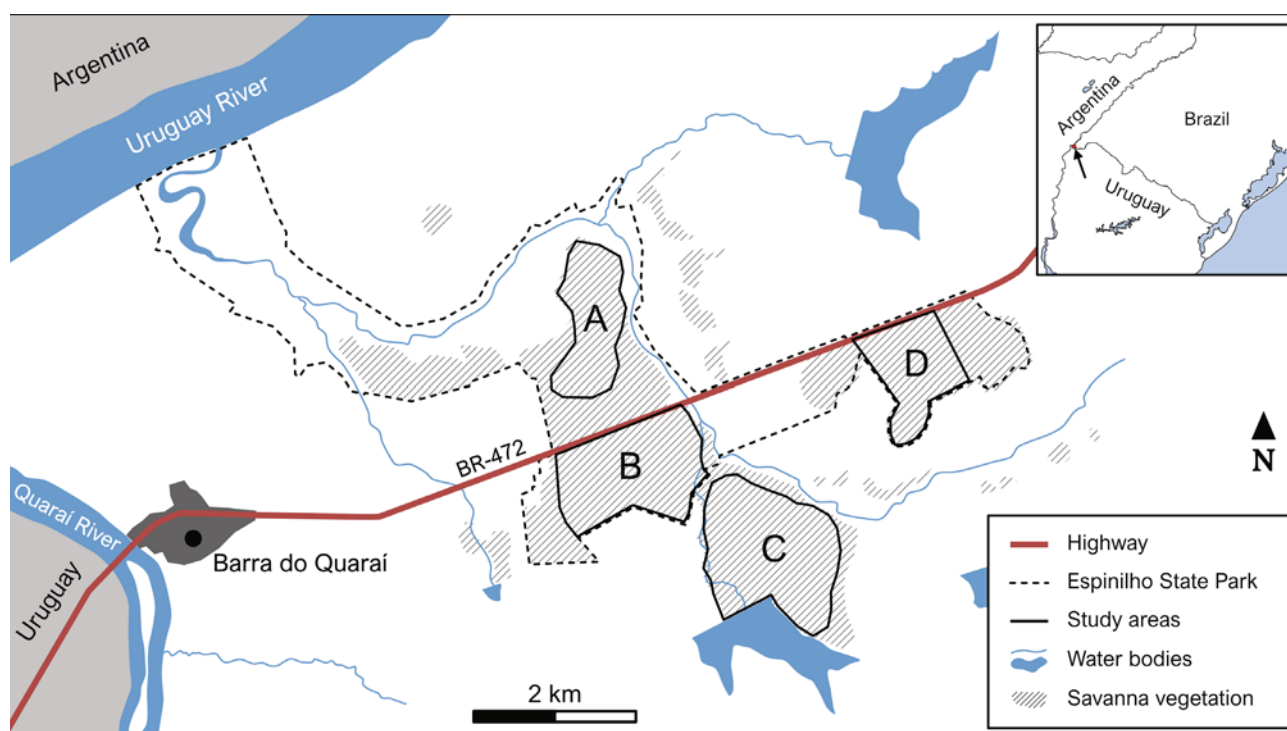 Argentina
Uruguay River
Argentina
Brazil
Uruguay
A
D
BR-472
B
N
Quaraí River
C
Barra do Quaraí
Uruguay
Highway
Espinilho State Park
Study areas
Water bodies
Savanna vegetation
2 km